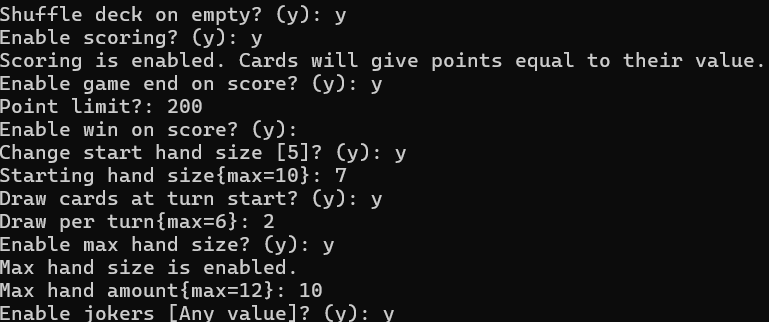 Shuffle deck on empty? (y): y
Enable scoring? (y): y
Scoring is enabled. Cards will give points equal to their value.
Enable game end on score? (y): y
Point limit?: 200
Enable win on score? (y):
Change start hand size [5]? (y): y
Starting hand size{max=10}: 7
Draw cards at turn start? (y): y
Draw per turn{max=6}: 2
Enable max hand size? (y): y
Max hand size is enabled.
Max hand amount{max=12}: 10
Enable jokers [Any value]? (y): y